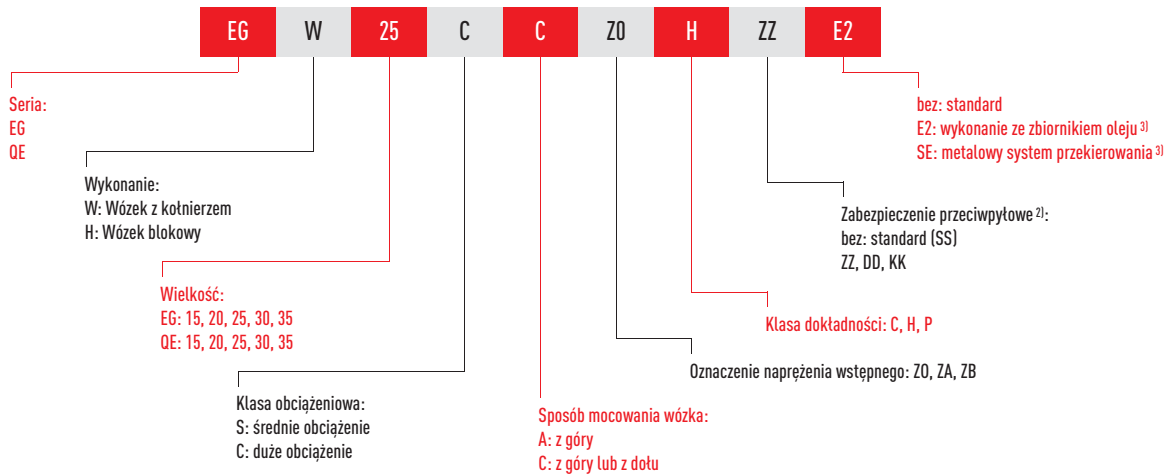 EG W 25 C C Z0 H ZZ E2
Seria:
EG
QE
bez: standard
E2: wykonanie ze zbiornikiem oleju 3)
SE: metalowy system przekierowania 3)
Wykonanie:
W: Wózek z kołnierzem
H: Wózek blokowy
Zabezpieczenie przeciwpyłowe 2):
bez: standard (SS)
ZZ, DD, KK
Wielkość:
EG: 15, 20, 25, 30, 35
QE: 15, 20, 25, 30, 35
Klasa dokładności: C, H, P
Oznaczenie naprężenia wstępnego: Z0, ZA, ZB
Klasa obciążeniowa:
S: średnie obciążenie
C: duże obciążenie
Sposób mocowania wózka:
A: z góry
C: z góry lub z dołu